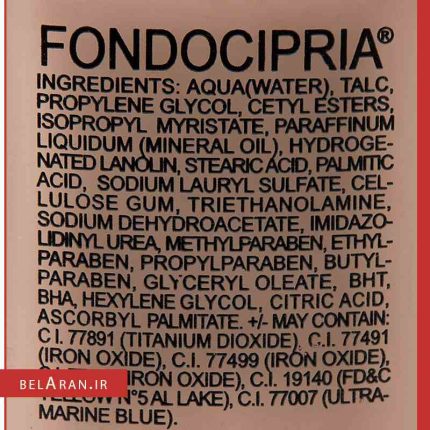 FONDOCIPRIA®
INGREDIENTS: AQUA(WATER), TALC,
PROPYLENE GLYCOL, CETYL ESTERS,
ISOPROPYL MYRISTATE, PARAFFINUM
LIQUIDUM (MINERAL OIL), HYDROGE-
NATED LANOLIN, STEARIC ACID, PALMITIC
ACID, SODIUM LAURYL SULFATE, CEL-
LULOSE GUM, TRIETHANOLAMINE,
SODIUM DEHYDROACETATE, IMIDAZO-
LIDINYL UREA, METHYLPARABEN, ETHYL-
PARABEN, PROPYLPARABEN, BUTYL-
PARABEN, GLYCERYL OLEATE, BHT,
BHA, HEXYLENE GLYCOL, CITRIC ACID,
ASCORBYL PALMITATE. +/- MAY CONTAIN:
C.I. 77891 (TITANIUM DIOXIDE), C.I. 77491
(IRON OXIDE), C.I. 77499 (IRON OXIDE),
OXIDE), C.I. 19140 (FD&C
N°5 AL LAKE), C.I. 77007 (ULTRA-
MARINE BLUE).
BELARAN.IR